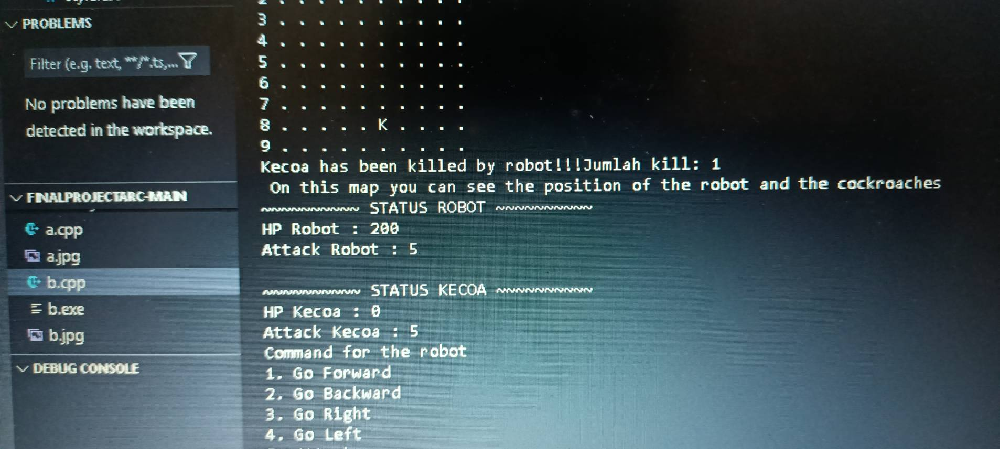 PROBLEMS
Filter (e.g. text, **/*.ts,...
No problems have been
detected in the workspace.
FINALPROJECTARC-MAIN
a.cpp
a.jpg
b.cpp
b.exe
b.jpg
DEBUG CONSOLE
2 . . . . . . . . . .
3 . . . . . . . . . .
4 . . . . . . . . . .
5 . . . . . . . . . .
6 . . . . . . . . . .
7 . . . . . . . . . .
8 . . . . . K . . . .
9 . . . . . . . . . .
Kecoa has been killed by robot!!!Jumlah kill: 1
On this map you can see the position of the robot and the cockroaches
~~~~~~~~~~ STATUS ROBOT ~~~~~~~~~~
HP Robot : 200
Attack Robot : 5
~~~~~~~~~~ STATUS KECOA ~~~~~~~~~~
HP Kecoa : 0
Attack Kecoa : 5
Command for the robot
1. Go Forward
2. Go Backward
3. Go Right
4. Go Left